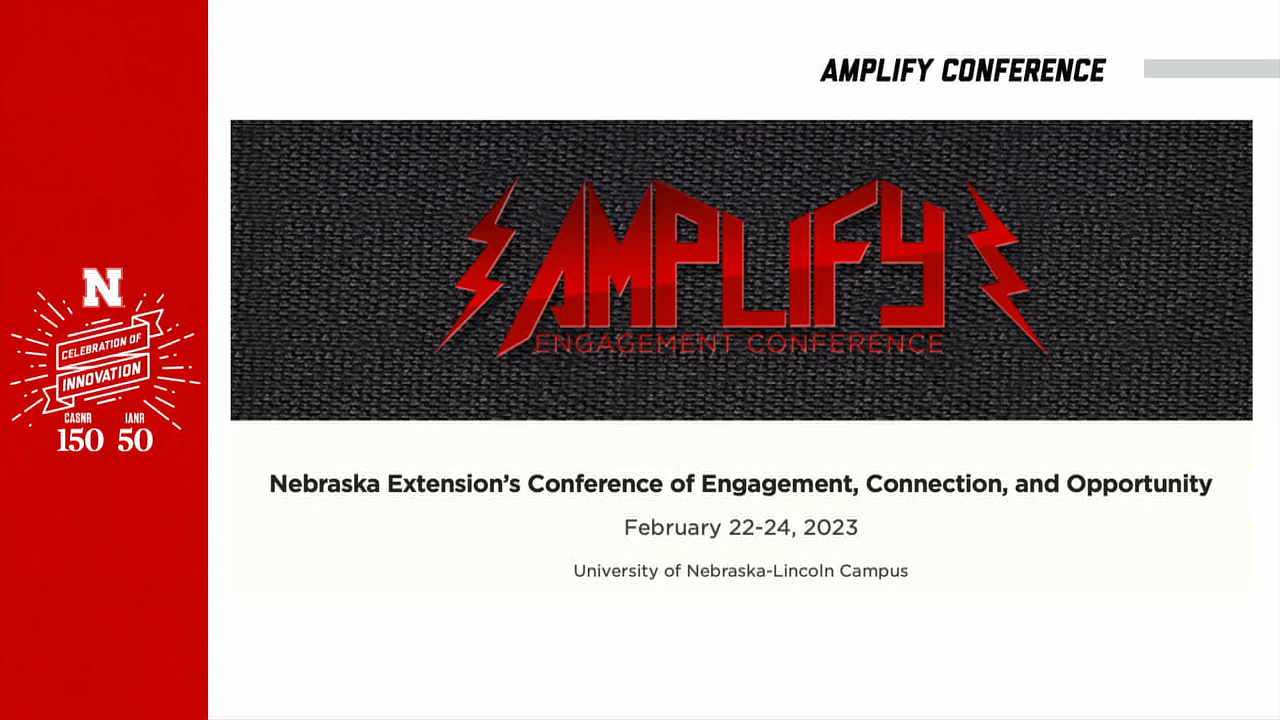 AMPLIFY CONFERENCE
AMPLIFY
ENGAGEMENT CONFERENCE
N
CELEBRATION OF
INNOVATION
CASNR IANR
150 50
Nebraska Extension’s Conference of Engagement, Connection, and Opportunity
February 22-24, 2023
University of Nebraska-Lincoln Campus